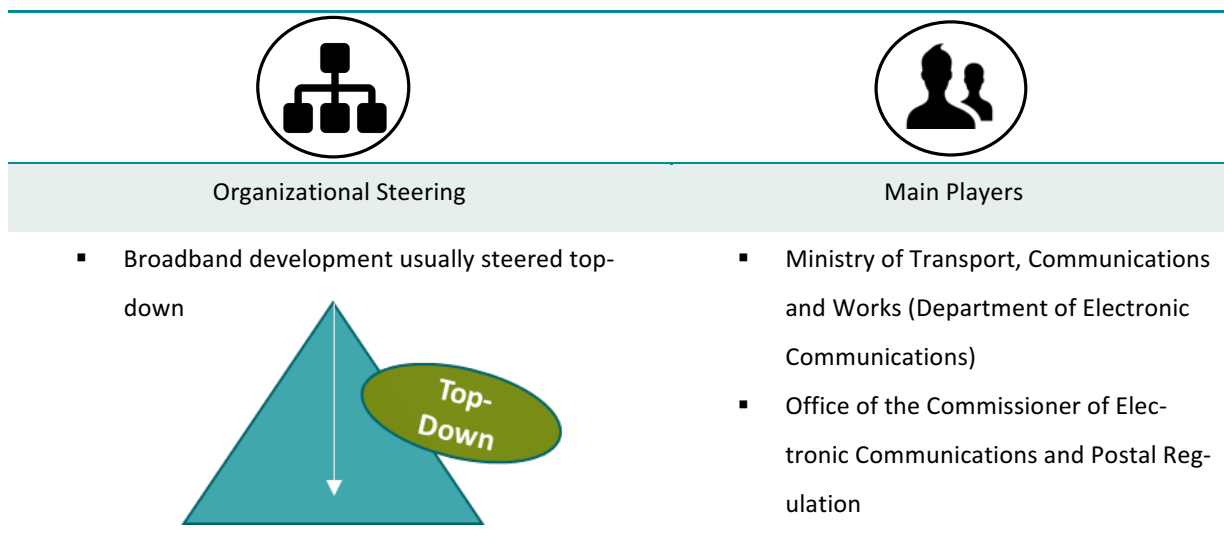 Organizational Steering
Main Players
▪ Broadband development usually steered top-
down
Top-
Down
▪ Ministry of Transport, Communications
and Works (Department of Electronic
Communications)
▪ Office of the Commissioner of Elec-
tronic Communications and Postal Reg-
ulation